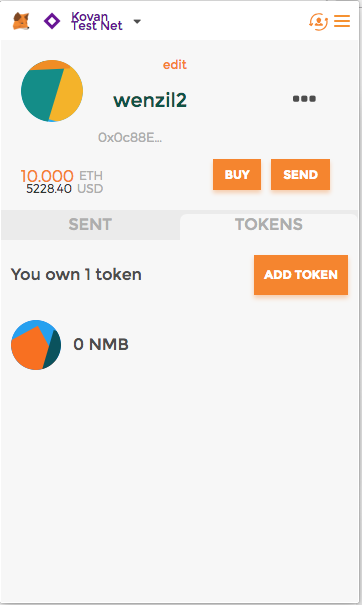 Kovan
Test Net
edit
wenzil2
0x0c88E...
10.000 ETH
5228.40 USD
BUY
SEND
SENT
TOKENS
You own 1 token
ADD TOKEN
0 NMB